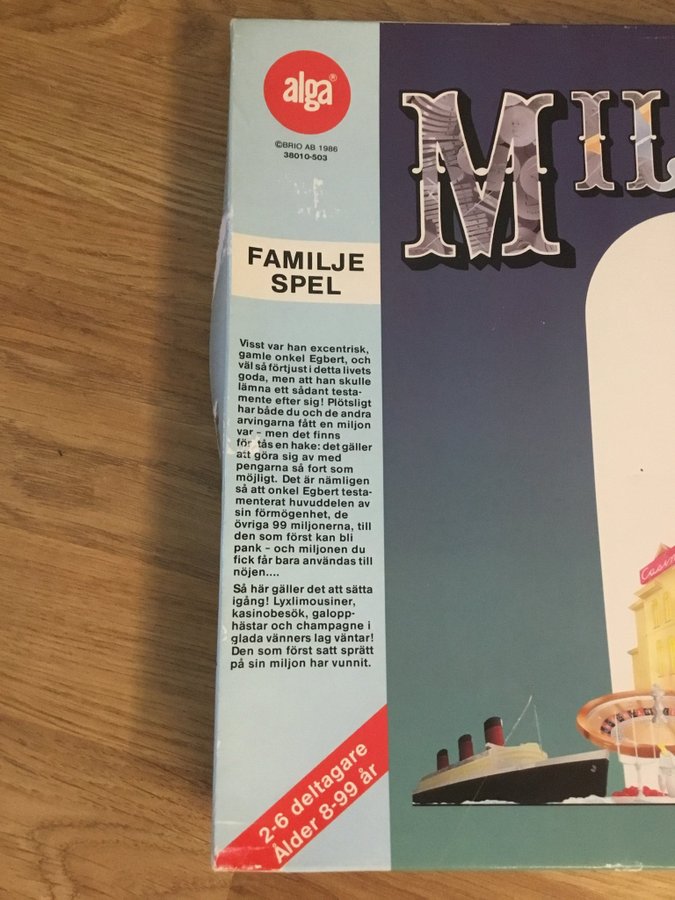 alga®
©BRIO AB 1986
38010-503
FAMILJE
SPEL
Visst var han excentrisk,
gamle onkel Egbert, och
väl så förtjust i detta livets
goda, men att han skulle
lämna ett sådant testa-
mente efter sig! Plötsligt
har både du och de andra
arvingarna fått en miljon
var – men det finns
förstås en hake: det gäller
att göra sig av med
pengarna så fort som
möjligt. Det är nämligen
så att onkel Egbert testa-
menterat huvuddelen av
sin förmögenhet, de
övriga 99 miljonerna, till
den som först kan bli
pank – och miljonen du
fick får bara användas till
nöjen....
Så här gäller det att sätta
igång! Lyxlimousiner,
kasinobesök, galopp-
hästar och champagne i
glada vänners lag väntar!
Den som först satt sprätt
på sin miljon har vunnit.
2-6 deltagare
Ålder 8-99 år
MIL
Casin